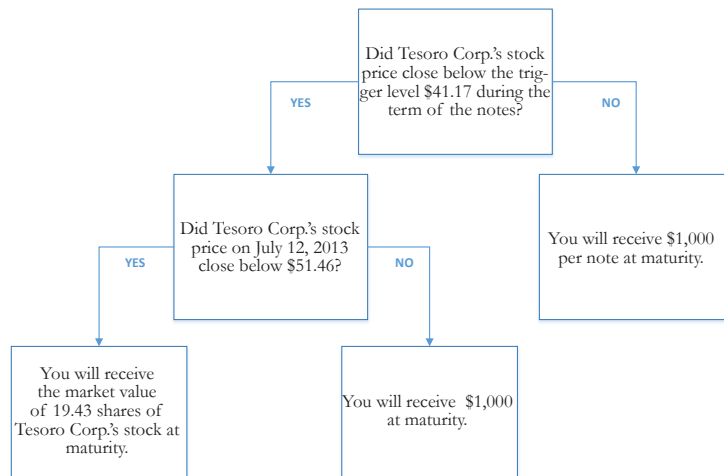 Did Tesoro Corp.'s stock
price close below the trig-
ger level $41.17 during the
term of the notes?
YES
NO
Did Tesoro Corp.'s stock
price on July 12, 2013
close below $51.46?
You will receive $1,000
per note at maturity.
YES
NO
You will receive
the market value
of 19.43 shares of
Tesoro Corp.'s stock at
maturity.
You will receive  $1,000
at maturity.